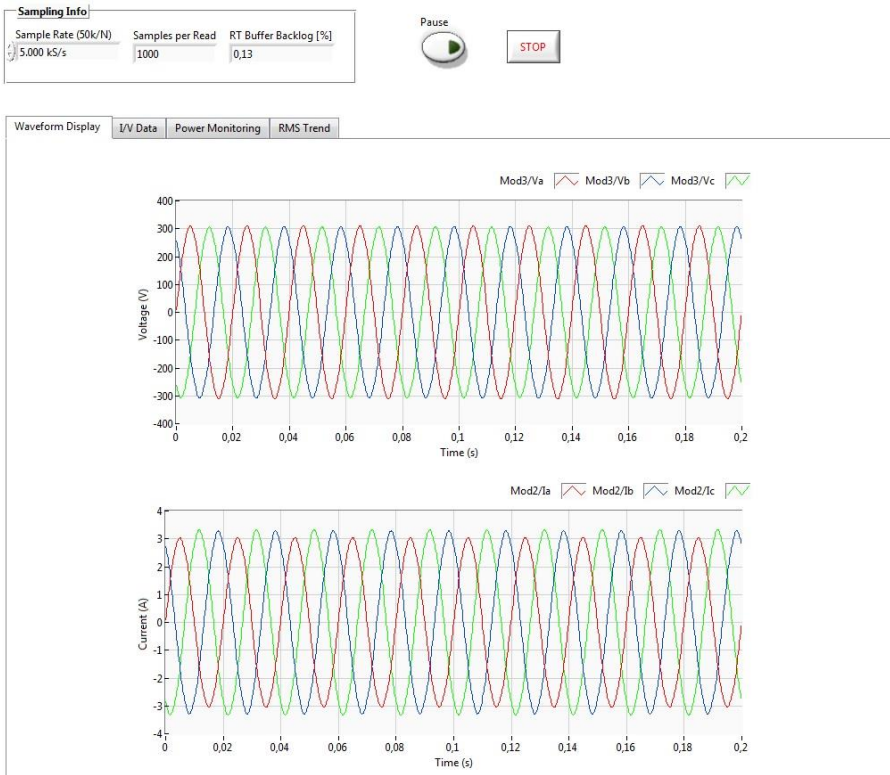 Sampling Info
Sample Rate (50k/N) Samples per Read RT Buffer Backlog [%]
5.000 kS/s 1000 0,13
Pause
STOP
Waveform Display I/V Data Power Monitoring RMS Trend
Mod3/Va Mod3/Vb Mod3/Vc
400
300
200
100
0
-100
-200
-300
-400
Voltage (V)
0 0,02 0,04 0,06 0,08 0,1 0,12 0,14 0,16 0,18 0,2
Time (s)
Mod2/Ia Mod2/Ib Mod2/Ic
4
3
2
1
0
-1
-2
-3
-4
Current (A)
0 0,02 0,04 0,06 0,08 0,1 0,12 0,14 0,16 0,18 0,2
Time (s)